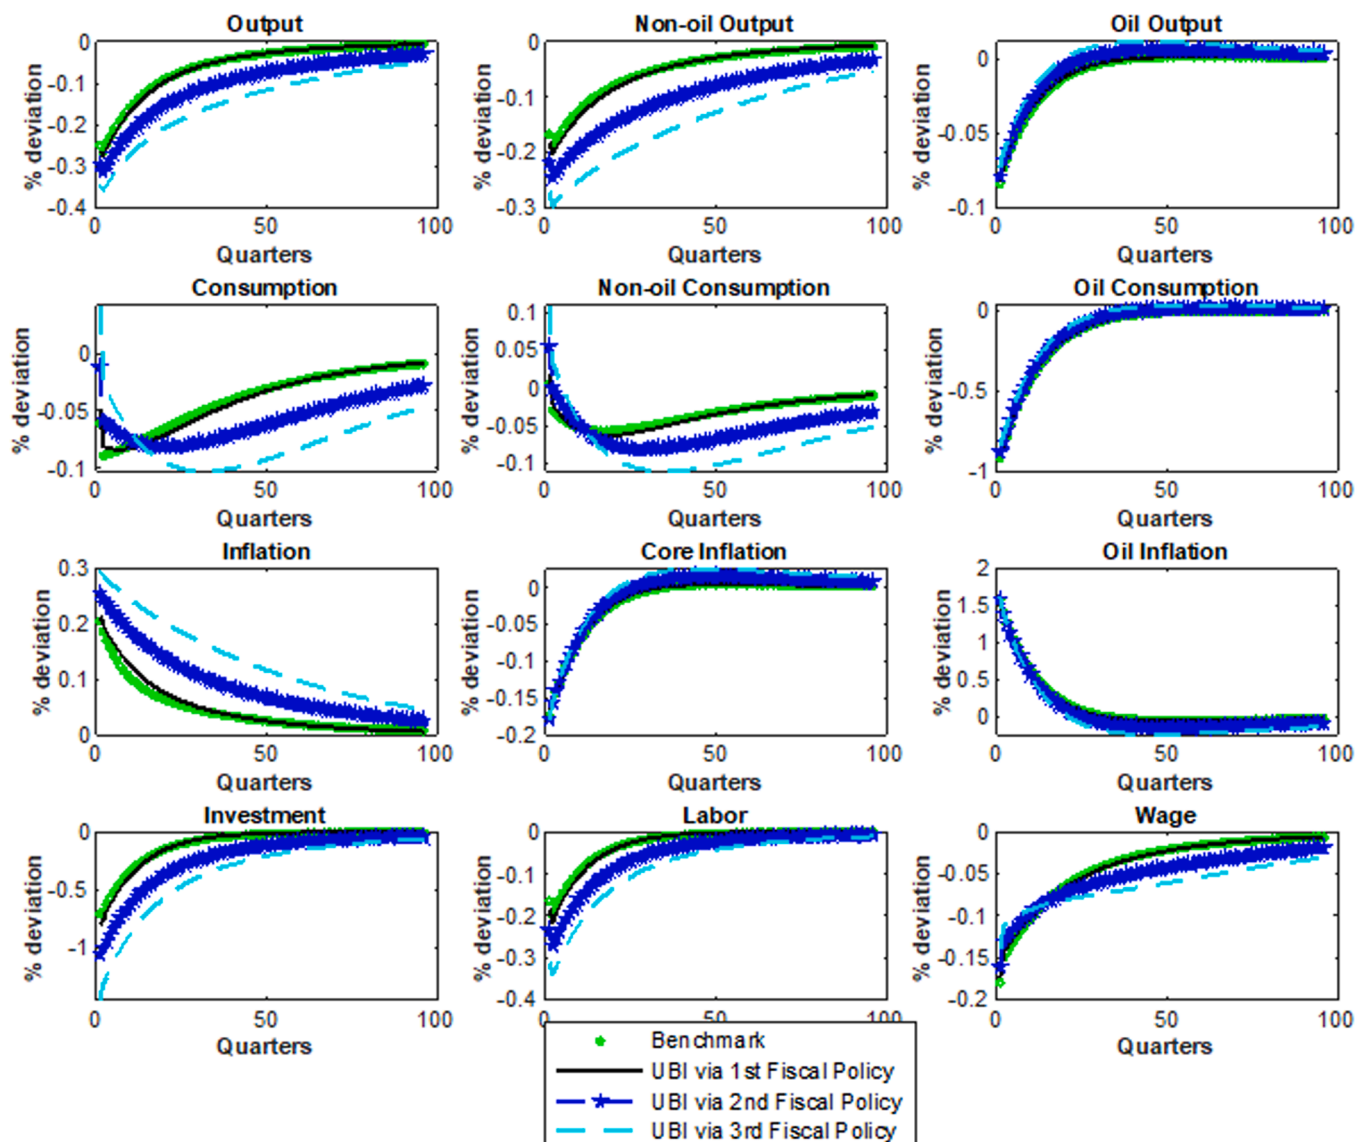 Output Non-oil Output Oil Output
0 0 0
-0.1 -0.1 -0.05
-0.2 -0.2 -0.1
-0.3 -0.3
-0.4
% deviation % deviation % deviation
0 50 100 0 50 100 0 50 100
Quarters Quarters Quarters
Consumption Non-oil Consumption Oil Consumption
0 0.1 0
-0.05 0.05 -0.5
-0.1 0 -1
-0.05
-0.1
% deviation % deviation % deviation
0 50 100 0 50 100 0 50 100
Quarters Quarters Quarters
Inflation Core Inflation Oil Inflation
0.3 0 2
0.2 -0.05 1.5
0.1 -0.1 1
0 -0.15 0.5
-0.2 0
% deviation % deviation % deviation
0 50 100 0 50 100 0 50 100
Quarters Quarters Quarters
Investment Labor Wage
0 0 0
-0.5 -0.1 -0.05
-1 -0.2 -0.1
-0.3 -0.15
-0.4 -0.2
% deviation % deviation % deviation
0 50 100 0 50 100 0 50 100
Quarters Quarters
Benchmark
UBI via 1st Fiscal Policy
UBI via 2nd Fiscal Policy
UBI via 3rd Fiscal Policy